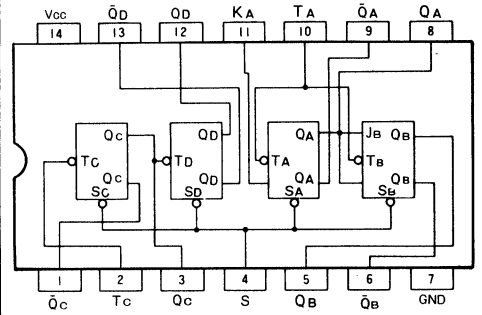 Vcc Q̄D QD KA TA Q̄A QA
14 13 12 11 10 9 8
QC QD QA JB QB
TC TD TA TB
QC QD QA QB
SC SD SA SB
1 2 3 4 5 6 7
Q̄C TC QC S QB Q̄B GND